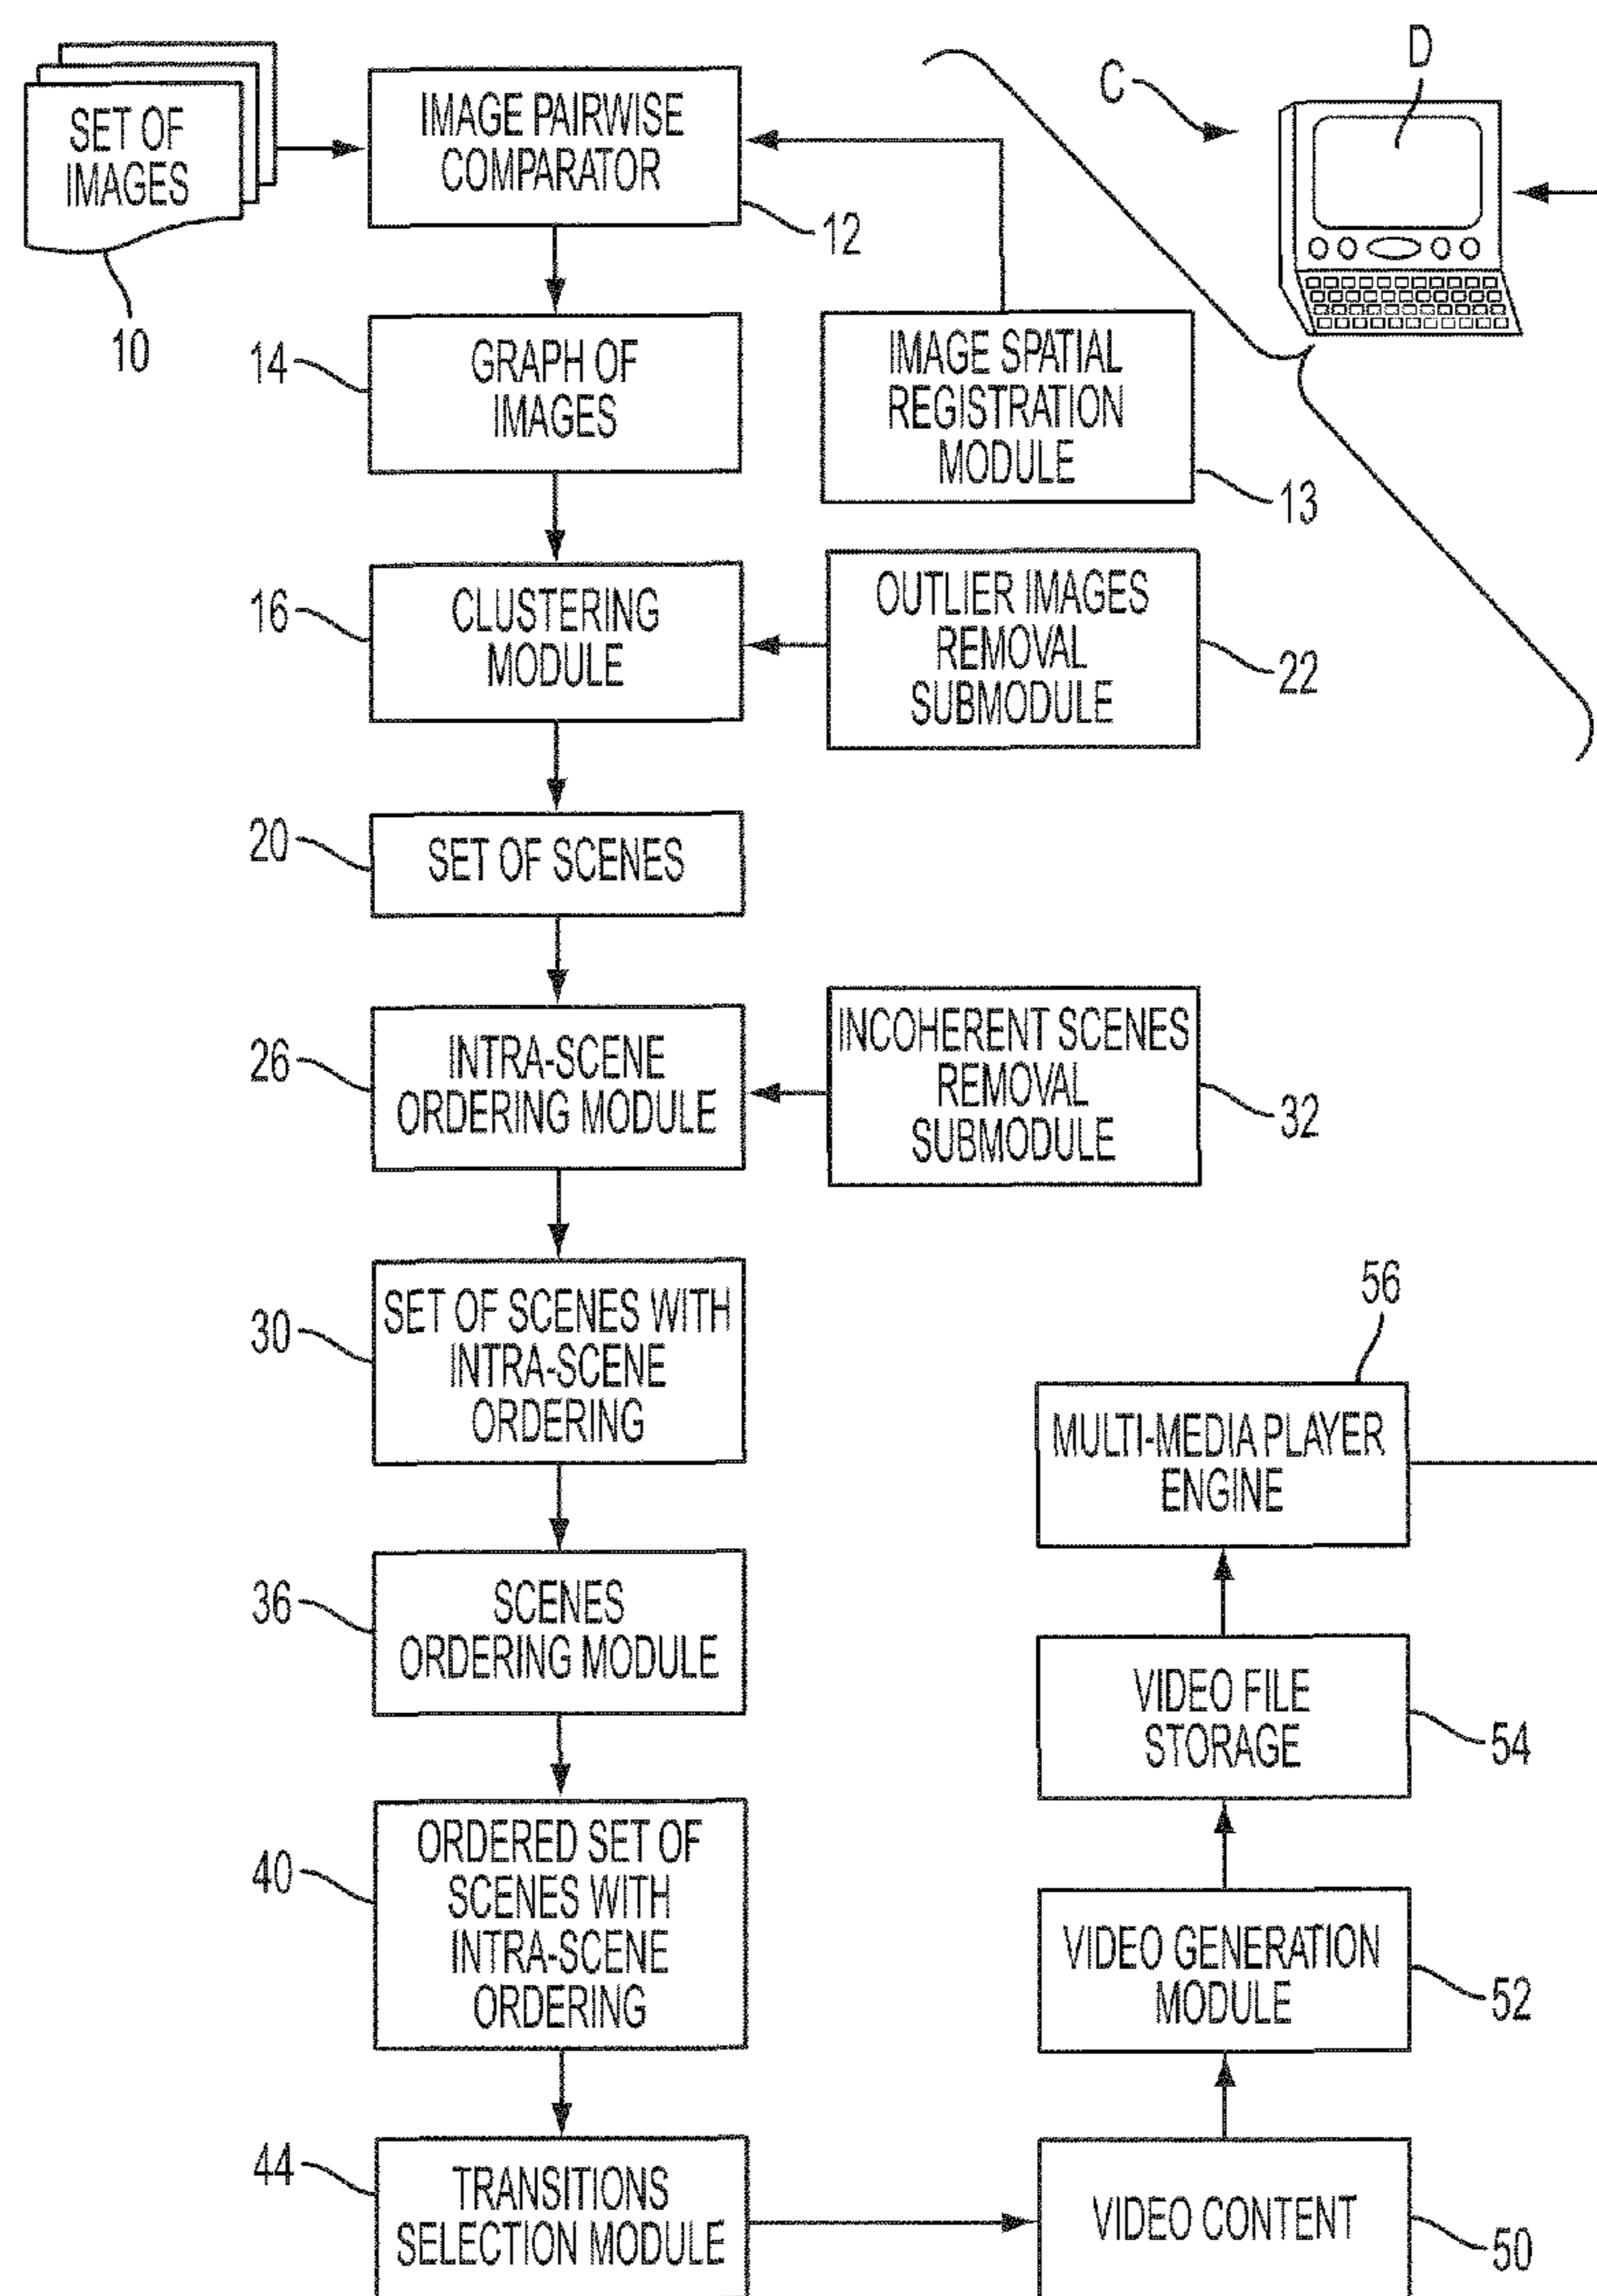 SET OF
IMAGES
10
IMAGE PAIRWISE
COMPARATOR
12
C
D
14
GRAPH OF
IMAGES
IMAGE SPATIAL
REGISTRATION
MODULE
13
16
CLUSTERING
MODULE
OUTLIER IMAGES
REMOVAL
SUBMODULE
22
20
SET OF SCENES
26
INTRA-SCENE
ORDERING MODULE
INCOHERENT SCENES
REMOVAL
SUBMODULE
32
30
SET OF SCENES WITH
INTRA-SCENE
ORDERING
56
MULTI-MEDIA PLAYER
ENGINE
36
SCENES
ORDERING MODULE
VIDEO FILE
STORAGE
54
40
ORDERED SET OF
SCENES WITH
INTRA-SCENE
ORDERING
VIDEO GENERATION
MODULE
52
44
TRANSITIONS
SELECTION MODULE
VIDEO CONTENT
50